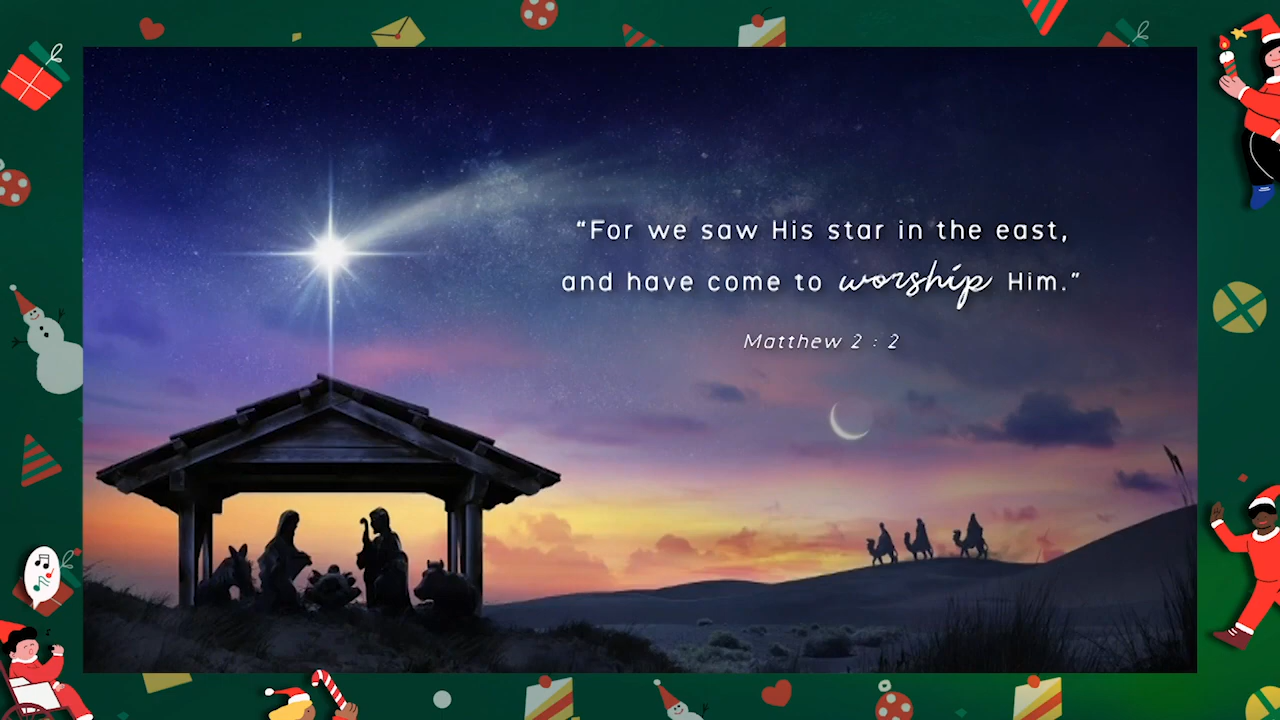 “For we saw His star in the east,
and have come to worship Him.”
Matthew 2 : 2